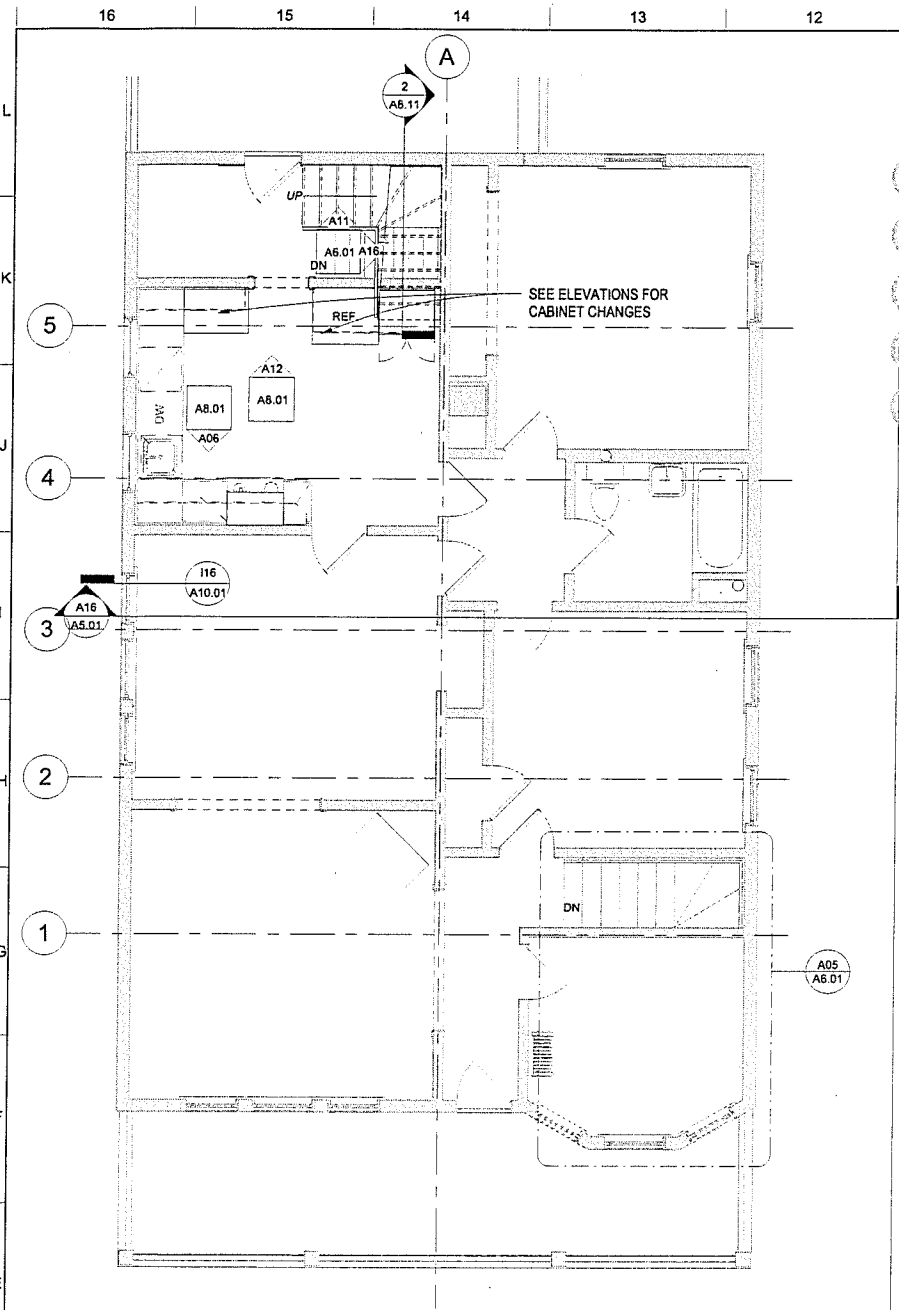 16 15 14 13 12
A
2
A6.11
L
UP
A11
A6.01 A16
DN
K
SEE ELEVATIONS FOR
CABINET CHANGES
5
REF
A12
A8.01 A8.01
DW
A06
J
4
I16
A10.01
A16
A5.01
I
3
2
H
DN
1
G
A05
A6.01
F
E